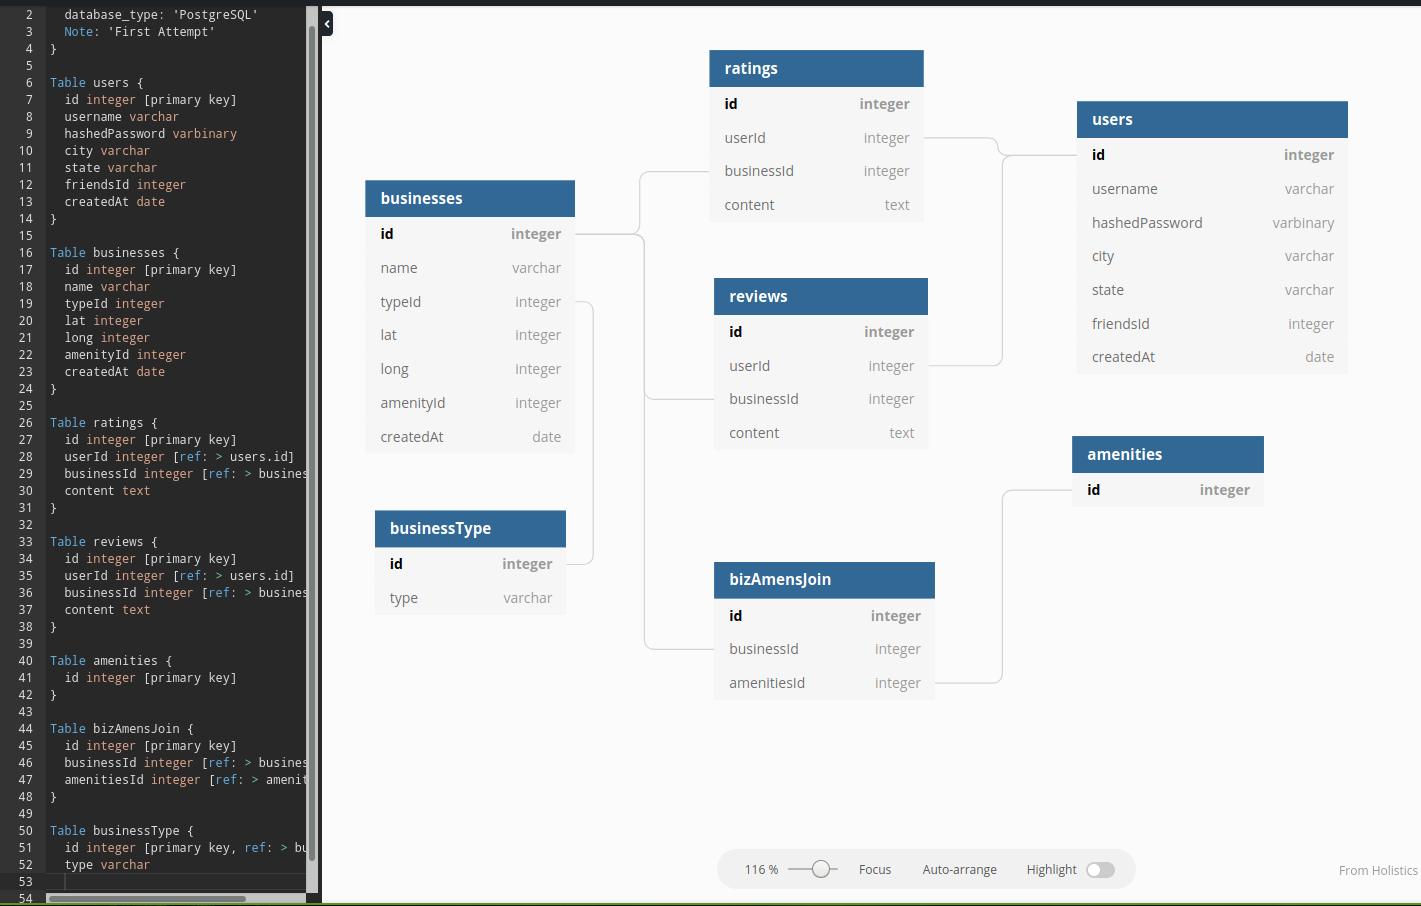 2 database_type: 'PostgreSQL'
3 Note: 'First Attempt'
4 }
5
6 Table users {
7 id integer [primary key]
8 username varchar
9 hashedPassword varbinary
10 city varchar
11 state varchar
12 friendsId integer
13 createdAt date
14 }
15
16 Table businesses {
17 id integer [primary key]
18 name varchar
19 typeId integer
20 lat integer
21 long integer
22 amenityId integer
23 createdAt date
24 }
25
26 Table ratings {
27 id integer [primary key]
28 userId integer [ref: > users.id]
29 businessId integer [ref: > busines
30 content text
31 }
32
33 Table reviews {
34 id integer [primary key]
35 userId integer [ref: > users.id]
36 businessId integer [ref: > busines
37 content text
38 }
39
40 Table amenities {
41 id integer [primary key]
42 }
43
44 Table bizAmensJoin {
45 id integer [primary key]
46 businessId integer [ref: > busines
47 amenitiesId integer [ref: > amenit
48 }
49
50 Table businessType {
51 id integer [primary key, ref: > bu
52 type varchar
53
54
businesses
id integer
name varchar
typeId integer
lat integer
long integer
amenityId integer
createdAt date
businessType
id integer
type varchar
ratings
id integer
userId integer
businessId integer
content text
reviews
id integer
userId integer
businessId integer
content text
bizAmensJoin
id integer
businessId integer
amenitiesId integer
users
id integer
username varchar
hashedPassword varbinary
city varchar
state varchar
friendsId integer
createdAt date
amenities
id integer
116 % Focus Auto-arrange Highlight
From Holistics